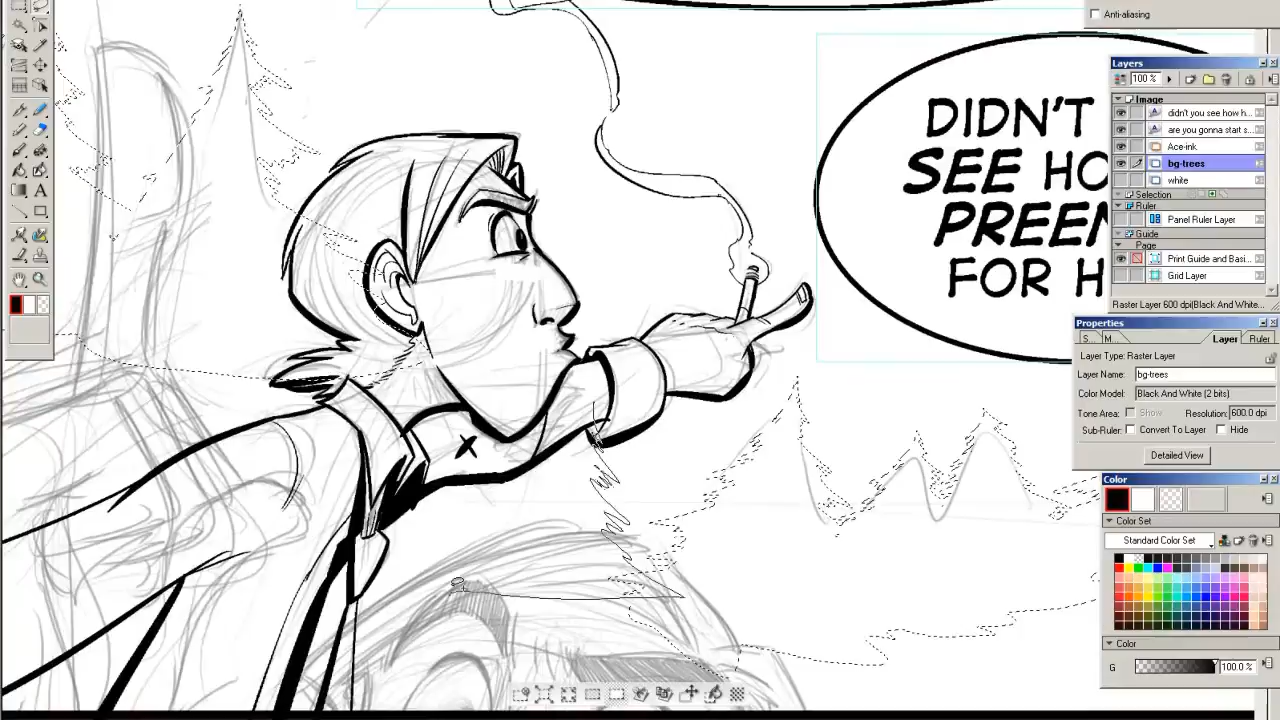 Anti-aliasing
DIDN'T
SEE HO
PREEN
FOR H
Layers
100 %
Image
didn't you see how h...
are you gonna start s...
bg-trees
white
Selection
Ruler
Panel Ruler Layer
Guide
Page
Print Guide and Bas...
Grid Layer
Raster Layer 600 dpi(Black And White...
Properties
S...
M...
Layer
Ruler
Layer Type: Raster Layer
Layer Name: bg-trees
Color Model: Black And White (2 bits)
Tone Area: Show Resolution: 600.0 dpi
Sub-Ruler: Convert To Layer Hide
Detailed View
Color
Color Set
Standard Color Set
Color
G 100.0 %